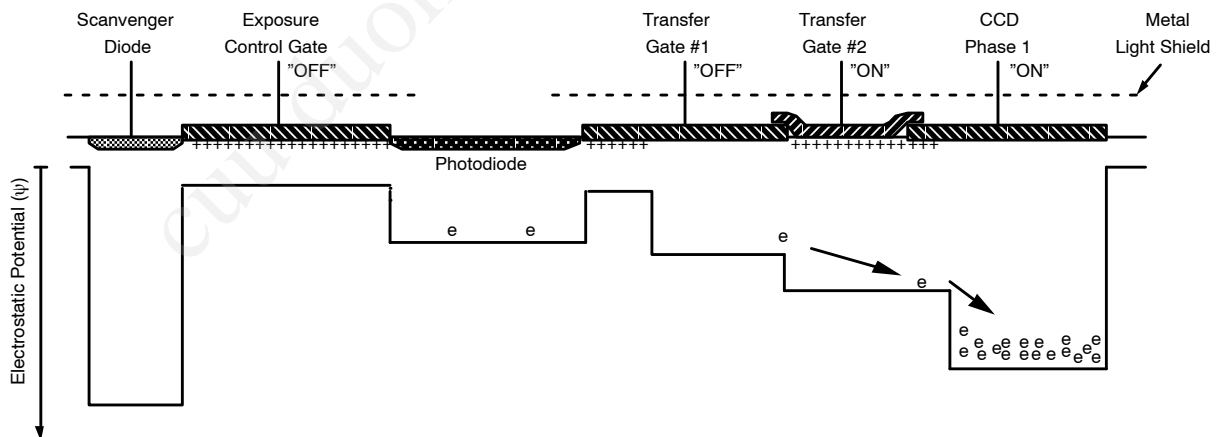 Scanvenger
Diode
Exposure
Control Gate
"OFF"
Transfer
Gate #1
"OFF"
Transfer
Gate #2
"ON"
CCD
Phase 1
"ON"
Metal
Light Shield
++++++++++++++++++++++
++++++
+++++++++++++++
Photodiode
Electrostatic Potential (ψ)
e e
e
e
e e e e e e e e e e e e e e e e
cuuduon